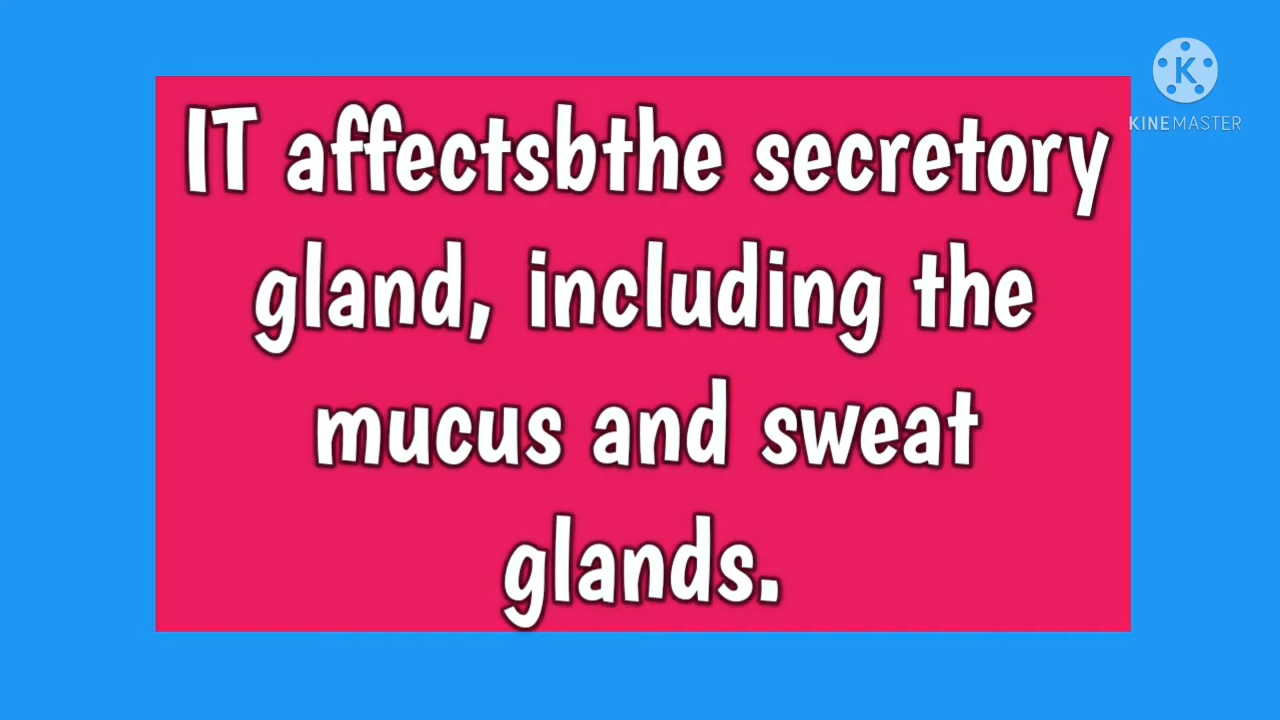 IT affectsbthe secretory
gland, including the
mucus and sweat
glands.
K
KINEMASTER